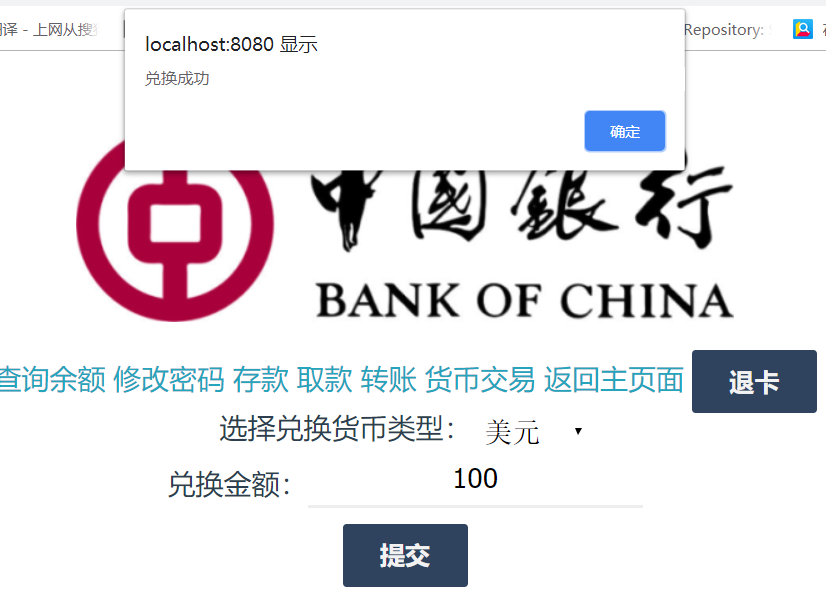 译 - 上网从搜
Repository:
localhost:8080 显示
兑换成功
确定
中國銀行
BANK OF CHINA
查询余额 修改密码 存款 取款 转账 货币交易 返回主页面 退卡
选择兑换货币类型： 美元
兑换金额： 100
提交